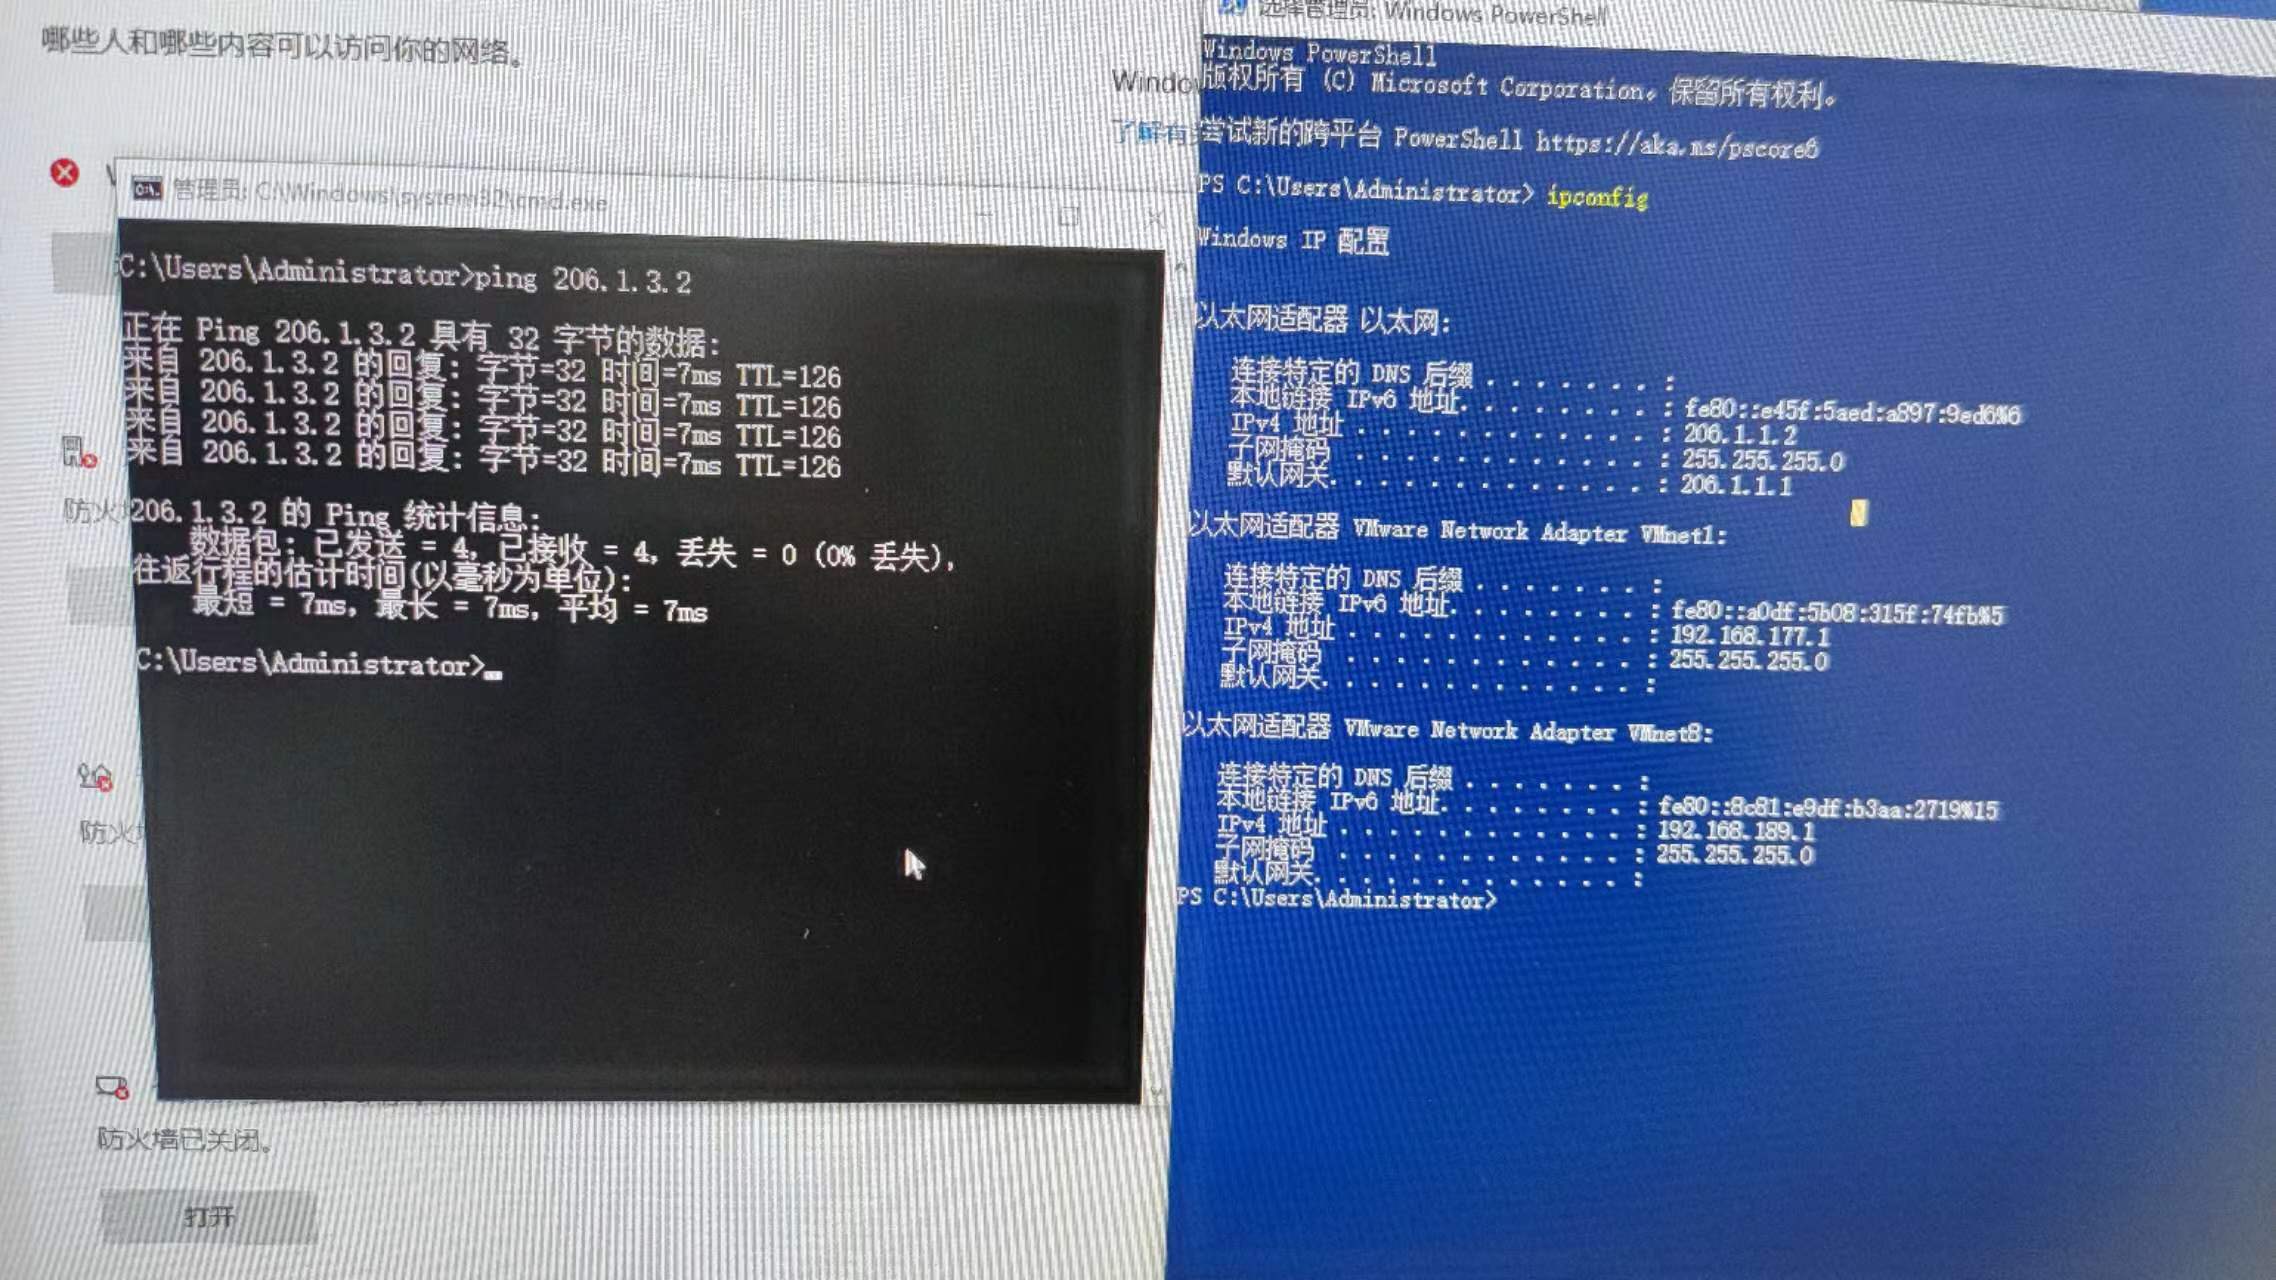 哪些人和哪些内容可以访问你的网络。
管理员: C:\Windows\system32\cmd.exe
C:\Users\Administrator>ping 206.1.3.2
正在 Ping 206.1.3.2 具有 32 字节的数据:
来自 206.1.3.2 的回复: 字节=32 时间=7ms TTL=126
来自 206.1.3.2 的回复: 字节=32 时间=7ms TTL=126
来自 206.1.3.2 的回复: 字节=32 时间=7ms TTL=126
来自 206.1.3.2 的回复: 字节=32 时间=7ms TTL=126
206.1.3.2 的 Ping 统计信息:
数据包: 已发送 = 4, 已接收 = 4, 丢失 = 0 (0% 丢失),
往返行程的估计时间(以毫秒为单位):
最短 = 7ms, 最长 = 7ms, 平均 = 7ms
C:\Users\Administrator>
防火
防火
防火墙已关闭。
打开
Windo
了解有
选择管理员: Windows PowerShell
Windows PowerShell
版权所有 (C) Microsoft Corporation。保留所有权利。
尝试新的跨平台 PowerShell https://aka.ms/pscore6
PS C:\Users\Administrator> ipconfig
Windows IP 配置
以太网适配器 以太网:
连接特定的 DNS 后缀 . . . . . . . :
本地链接 IPv6 地址. . . . . . . . : fe80::e45f:5aed:a897:9ed6%6
IPv4 地址 . . . . . . . . . . . . : 206.1.1.2
子网掩码 . . . . . . . . . . . . : 255.255.255.0
默认网关. . . . . . . . . . . . . : 206.1.1.1
以太网适配器 VMware Network Adapter VMnet1:
连接特定的 DNS 后缀 . . . . . . . :
本地链接 IPv6 地址. . . . . . . . : fe80::a0df:5b08:315f:74fb%5
IPv4 地址 . . . . . . . . . . . . : 192.168.177.1
子网掩码 . . . . . . . . . . . . : 255.255.255.0
默认网关. . . . . . . . . . . . . :
以太网适配器 VMware Network Adapter VMnet8:
连接特定的 DNS 后缀 . . . . . . . :
本地链接 IPv6 地址. . . . . . . . : fe80::8c81:e9df:b3aa:2719%15
IPv4 地址 . . . . . . . . . . . . : 192.168.189.1
子网掩码 . . . . . . . . . . . . : 255.255.255.0
默认网关. . . . . . . . . . . . . :
PS C:\Users\Administrator>